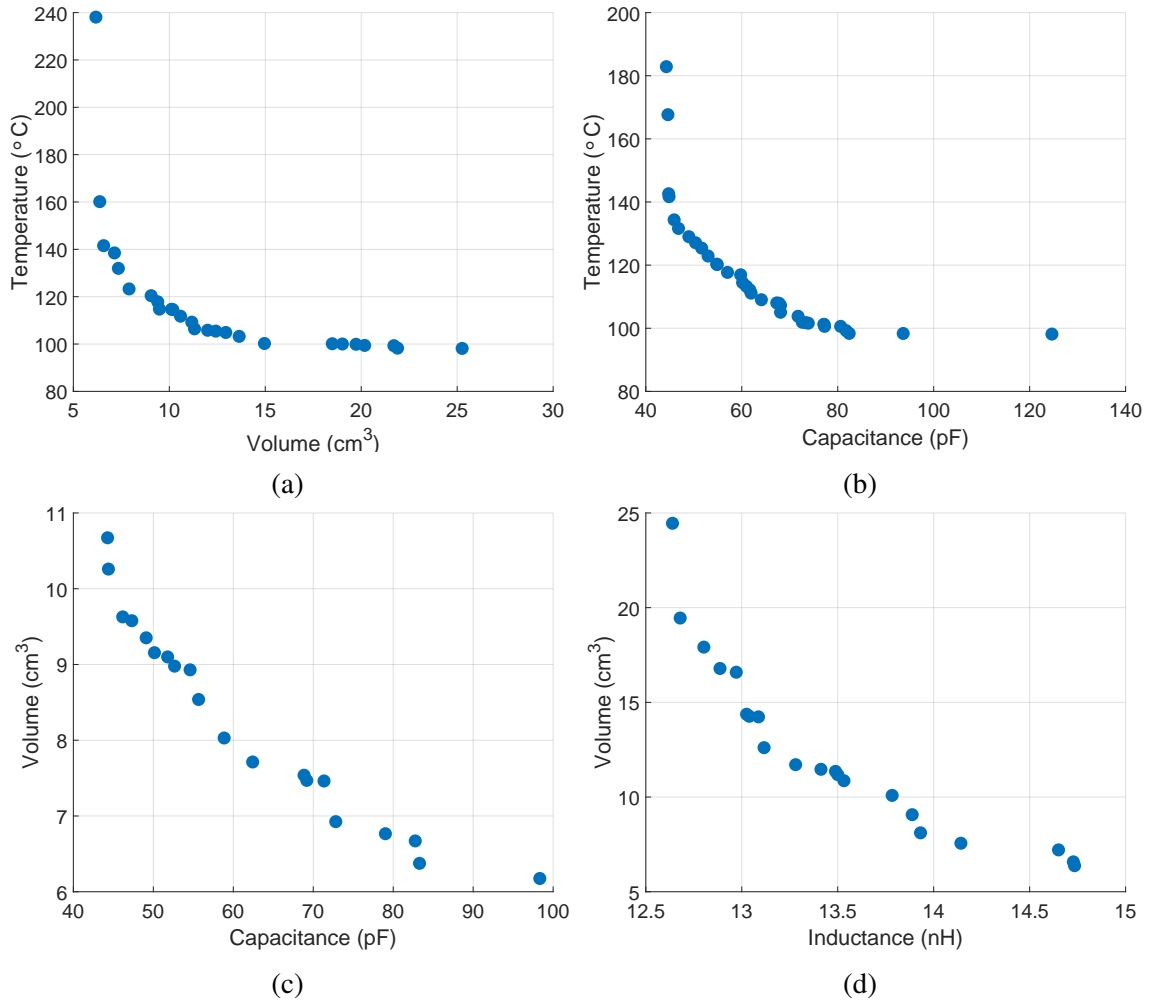 240
220
200
180
160
140
120
100
80
Temperature (° C)
5 10 15 20 25 30
Volume (cm³)
(a)
200
180
160
140
120
100
80
Temperature (° C)
40 60 80 100 120 140
Capacitance (pF)
(b)
11
10
9
8
7
6
Volume (cm³)
40 50 60 70 80 90 100
Capacitance (pF)
(c)
25
20
15
10
5
Volume (cm³)
12.5 13 13.5 14 14.5 15
Inductance (nH)
(d)